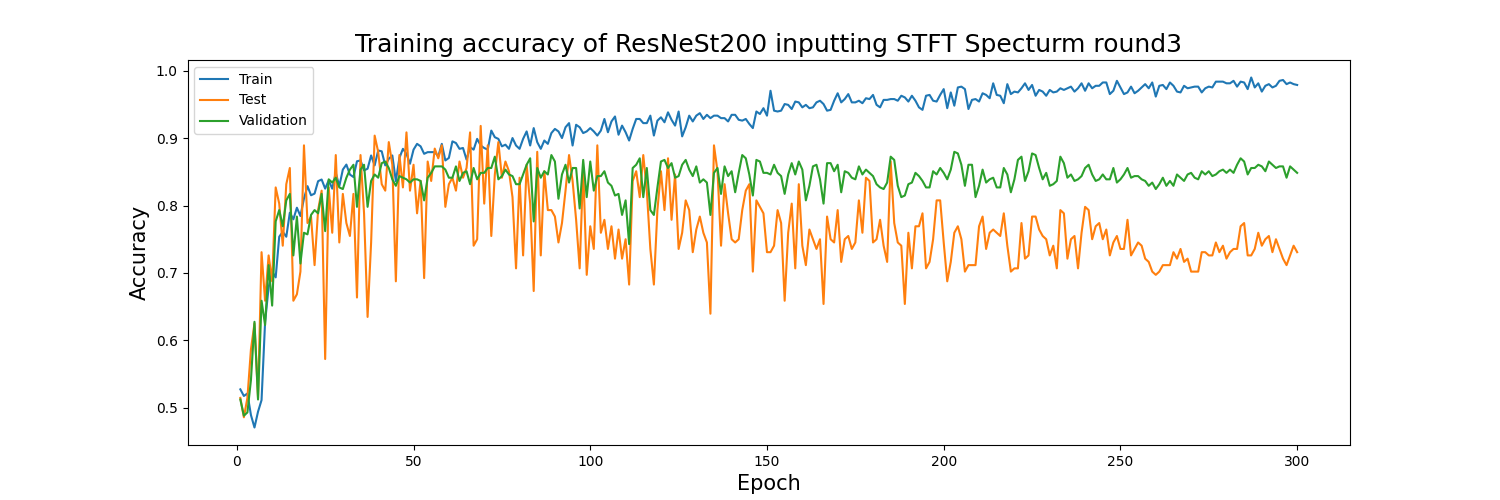 Training accuracy of ResNeSt200 inputting STFT Specturm round3
Train
Test
Validation
Accuracy
1.0
0.9
0.8
0.7
0.6
0.5
0 50 100 150 200 250 300
Epoch